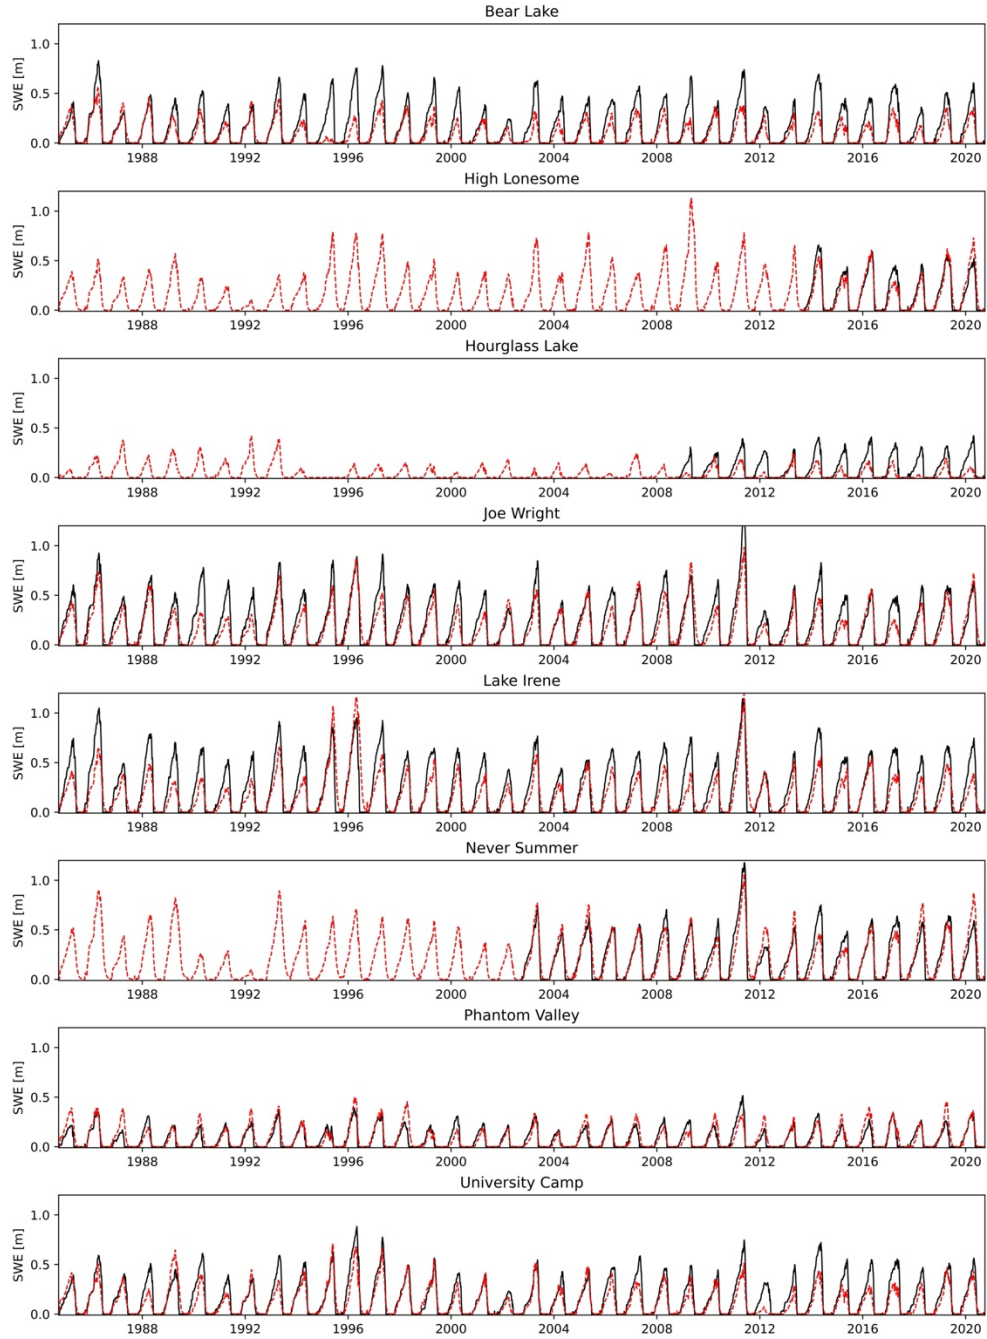 Bear Lake
SWE [m]
1.0
0.5
0.0
1988 1992 1996 2000 2004 2008 2012 2016 2020
High Lonesome
SWE [m]
1.0
0.5
0.0
1988 1992 1996 2000 2004 2008 2012 2016 2020
Hourglass Lake
SWE [m]
1.0
0.5
0.0
1988 1992 1996 2000 2004 2008 2012 2016 2020
Joe Wright
SWE [m]
1.0
0.5
0.0
1988 1992 1996 2000 2004 2008 2012 2016 2020
Lake Irene
SWE [m]
1.0
0.5
0.0
1988 1992 1996 2000 2004 2008 2012 2016 2020
Never Summer
SWE [m]
1.0
0.5
0.0
1988 1992 1996 2000 2004 2008 2012 2016 2020
Phantom Valley
SWE [m]
1.0
0.5
0.0
1988 1992 1996 2000 2004 2008 2012 2016 2020
University Camp
SWE [m]
1.0
0.5
0.0
1988 1992 1996 2000 2004 2008 2012 2016 2020